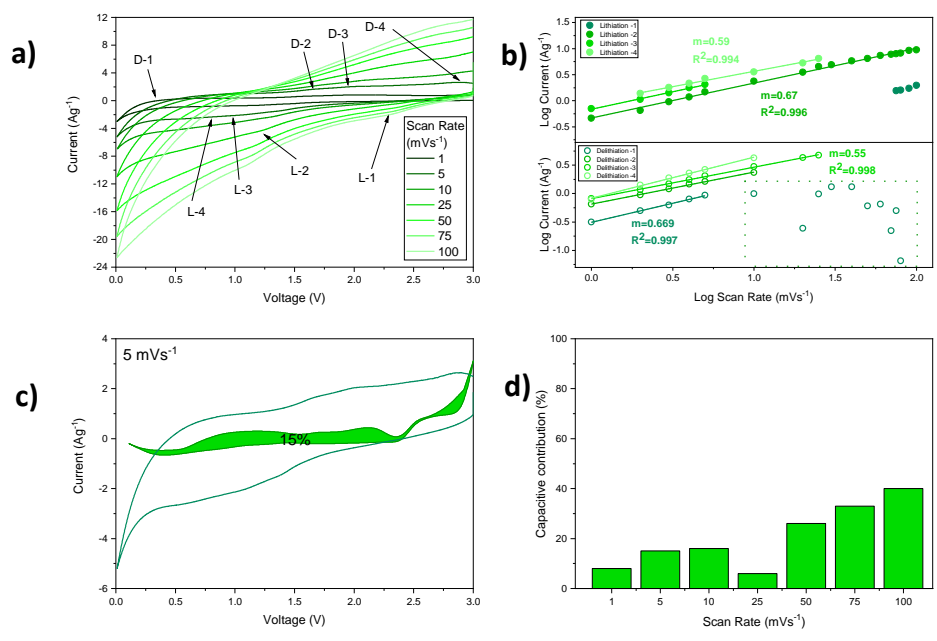 a)
12
8
4
0
-4
-8
-12
-16
-20
-24
Current (Ag⁻¹)
D-1
D-2
D-3
D-4
L-4
L-3
L-2
L-1
Scan Rate
(mVs⁻¹)
1
5
10
25
50
75
100
0.0 0.5 1.0 1.5 2.0 2.5 3.0
Voltage (V)
b)
1.5
1.0
0.5
0.0
-0.5
Log Current (Ag⁻¹)
Lithiation -1
Lithiation -2
Lithiation -3
Lithiation -4
m=0.59
R²=0.994
m=0.67
R²=0.996
0.5
0.0
-0.5
-1.0
Log Current (Ag⁻¹)
Delithiation -1
Delithiation -2
Delithiation -3
Delithiation -4
m=0.55
R²=0.998
m=0.669
R²=0.997
0.0 0.5 1.0 1.5 2.0
Log Scan Rate (mVs⁻¹)
c)
5 mVs⁻¹
4
2
0
-2
-4
-6
Current (Ag⁻¹)
15%
0.0 0.5 1.0 1.5 2.0 2.5 3.0
Voltage (V)
d)
100
80
60
40
20
0
Capacitive contribution (%)
1 5 10 25 50 75 100
Scan Rate (mVs⁻¹)